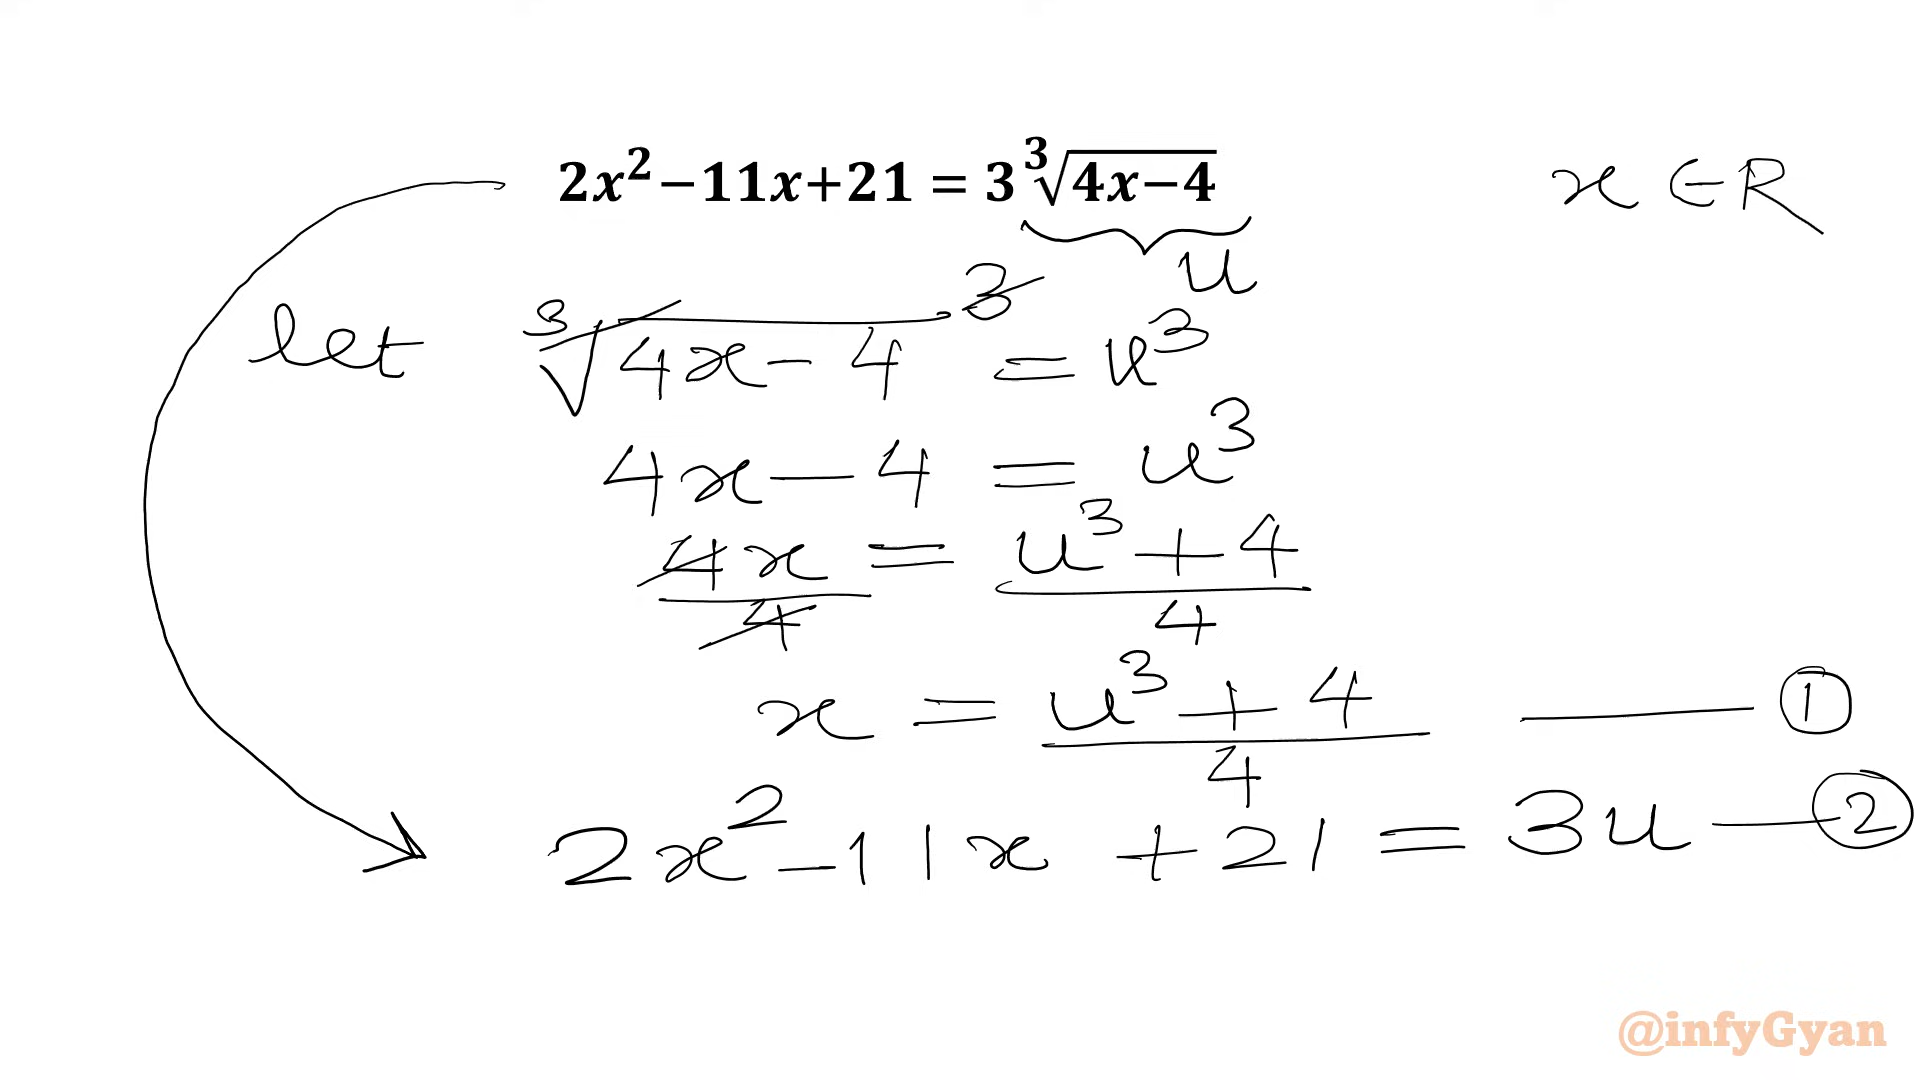 2x²−11x+21 = 3∛(4x−4) x ∈ R
u
let ∛(4x−4)³ = u³
4x − 4 = u³
4x/4 = (u³+4)/4
x = (u³+4)/4 ——— ①
2x² − 11x + 21 = 3u — ②
@infyGyan